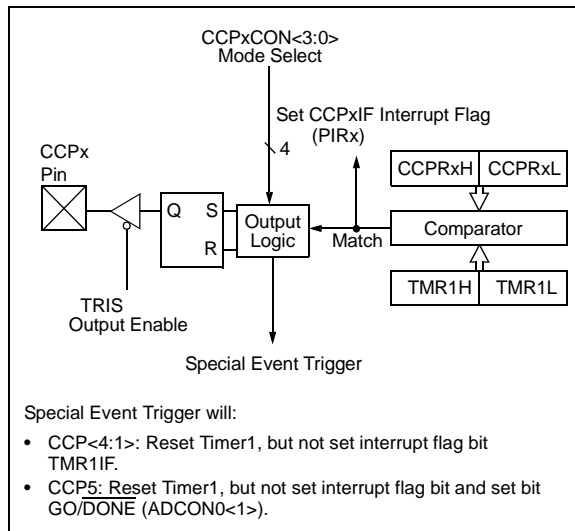 CCPxCON<3:0>
Mode Select
Set CCPxIF Interrupt Flag
(PIRx)
4
CCPx
Pin
CCPRxH CCPRxL
Q S
R
Output
Logic
Match
Comparator
TRIS
Output Enable
TMR1H TMR1L
Special Event Trigger
Special Event Trigger will:
• CCP<4:1>: Reset Timer1, but not set interrupt flag bit
TMR1IF.
• CCP5: Reset Timer1, but not set interrupt flag bit and set bit
GO/DONE (ADCON0<1>).